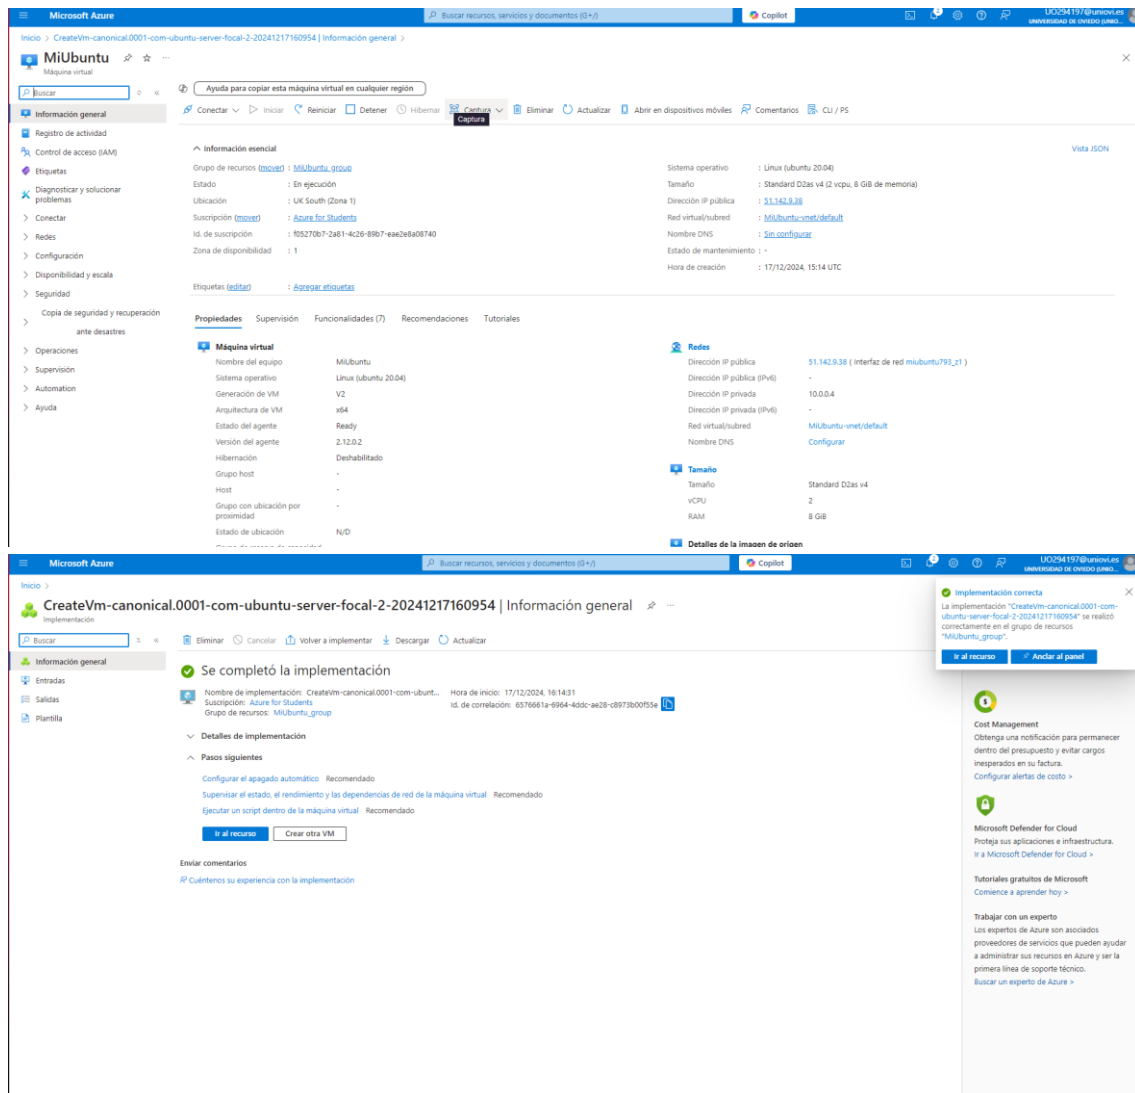 Microsoft Azure
Buscar recursos, servicios y documentos (G+/)
Copilot
UO294197@uniovi.es
UNIVERSIDAD DE OVIEDO (UNIO...
Inicio > CreateVm-canonical.0001-com-ubuntu-server-focal-2-20241217160954 | Información general >
MiUbuntu
Máquina virtual
Buscar
Ayuda para copiar esta máquina virtual en cualquier región
Conectar
Iniciar
Reiniciar
Detener
Hibernar
Captura
Eliminar
Actualizar
Abrir en dispositivos móviles
Comentarios
CLI / PS
Captura
Información general
Registro de actividad
Control de acceso (IAM)
Etiquetas
Diagnosticar y solucionar
problemas
Conectar
Redes
Configuración
Disponibilidad y escala
Seguridad
Copia de seguridad y recuperación
ante desastres
Operaciones
Supervisión
Automation
Ayuda
Información esencial
Vista JSON
Grupo de recursos (mover) : MiUbuntu_group
Estado : En ejecución
Ubicación : UK South (Zona 1)
Suscripción (mover) : Azure for Students
Id. de suscripción : f05270b7-2a81-4c26-89b7-eae2e8a08740
Zona de disponibilidad : 1
Sistema operativo : Linux (ubuntu 20.04)
Tamaño : Standard D2as v4 (2 vcpu, 8 GiB de memoria)
Dirección IP pública : 51.142.9.38
Red virtual/subred : MiUbuntu-vnet/default
Nombre DNS : Sin configurar
Estado de mantenimiento : -
Hora de creación : 17/12/2024, 15:14 UTC
Etiquetas (editar) : Agregar etiquetas
Propiedades
Supervisión
Funcionalidades (7)
Recomendaciones
Tutoriales
Máquina virtual
Nombre del equipo MiUbuntu
Sistema operativo Linux (ubuntu 20.04)
Generación de VM V2
Arquitectura de VM x64
Estado del agente Ready
Versión del agente 2.12.0.2
Hibernación Deshabilitado
Grupo host -
Host -
Grupo con ubicación por -
proximidad
Estado de ubicación N/D
Redes
Dirección IP pública 51.142.9.38 ( Interfaz de red miubuntu793_z1 )
Dirección IP pública (IPv6) -
Dirección IP privada 10.0.0.4
Dirección IP privada (IPv6) -
Red virtual/subred MiUbuntu-vnet/default
Nombre DNS Configurar
Tamaño
Tamaño Standard D2as v4
vCPU 2
RAM 8 GiB
Detalles de la imagen de origen
Microsoft Azure
Buscar recursos, servicios y documentos (G+/)
Copilot
UO294197@uniovi.es
UNIVERSIDAD DE OVIEDO (UNIO...
Inicio >
CreateVm-canonical.0001-com-ubuntu-server-focal-2-20241217160954 | Información general
Implementación
Buscar
Eliminar
Cancelar
Volver a implementar
Descargar
Actualizar
Información general
Entradas
Salidas
Plantilla
Se completó la implementación
Nombre de implementación: CreateVm-canonical.0001-com-ubunt...
Suscripción: Azure for Students
Grupo de recursos: MiUbuntu_group
Hora de inicio: 17/12/2024, 16:14:31
Id. de correlación: 6576661a-6964-4ddc-ae28-c8973b00f55e
Detalles de implementación
Pasos siguientes
Configurar el apagado automático Recomendado
Supervisar el estado, el rendimiento y las dependencias de red de la máquina virtual Recomendado
Ejecutar un script dentro de la máquina virtual Recomendado
Ir al recurso
Crear otra VM
Enviar comentarios
Cuéntenos su experiencia con la implementación
Implementación correcta
La implementación "CreateVm-canonical.0001-com-
ubuntu-server-focal-2-20241217160954" se realizó
correctamente en el grupo de recursos
"MiUbuntu_group".
Ir al recurso
Anclar al panel
Cost Management
Obtenga una notificación para permanecer
dentro del presupuesto y evitar cargos
inesperados en su factura.
Configurar alertas de costo >
Microsoft Defender for Cloud
Proteja sus aplicaciones e infraestructura.
Ir a Microsoft Defender for Cloud >
Tutoriales gratuitos de Microsoft
Comience a aprender hoy >
Trabajar con un experto
Los expertos de Azure son asociados
proveedores de servicios que pueden ayudar
a administrar sus recursos en Azure y ser la
primera línea de soporte técnico.
Buscar un experto de Azure >